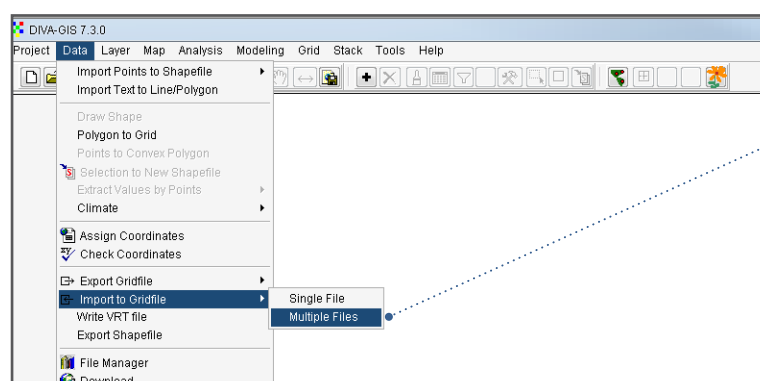 DIVA-GIS 7.3.0
Project Data Layer Map Analysis Modeling Grid Stack Tools Help
Import Points to Shapefile
Import Text to Line/Polygon
Draw Shape
Polygon to Grid
Points to Convex Polygon
Selection to New Shapefile
Extract Values by Points
Climate
Assign Coordinates
Check Coordinates
Export Gridfile
Import to Gridfile
Single File
Multiple Files
Write VRT file
Export Shapefile
File Manager
Download